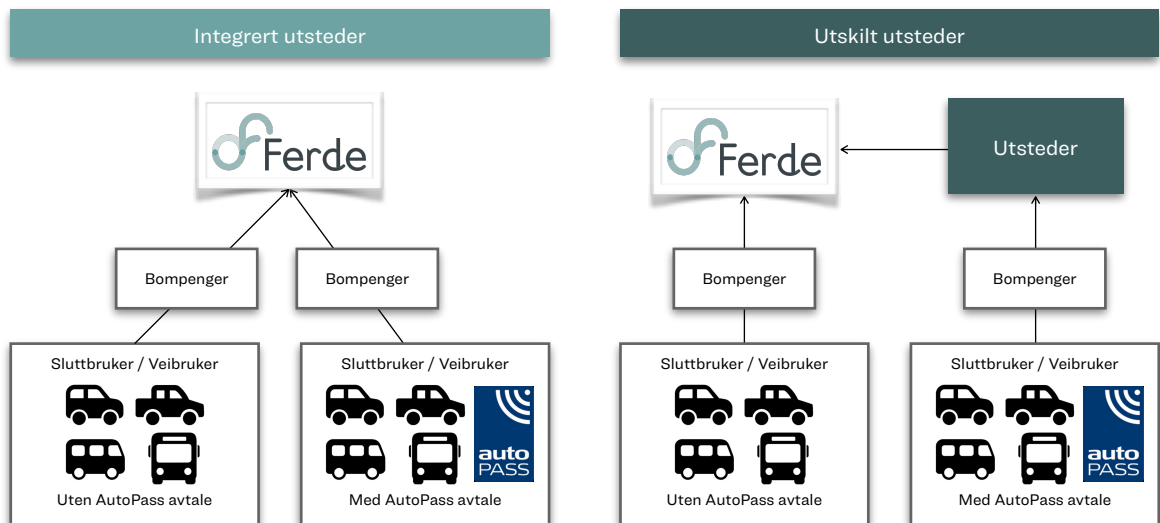 Integrert utsteder
Ferde
Bompenger
Bompenger
Sluttbruker / Veibruker
Uten AutoPass avtale
Sluttbruker / Veibruker
auto
PASS
Med AutoPass avtale
Utskilt utsteder
Ferde
Utsteder
Bompenger
Bompenger
Sluttbruker / Veibruker
Uten AutoPass avtale
Sluttbruker / Veibruker
auto
PASS
Med AutoPass avtale